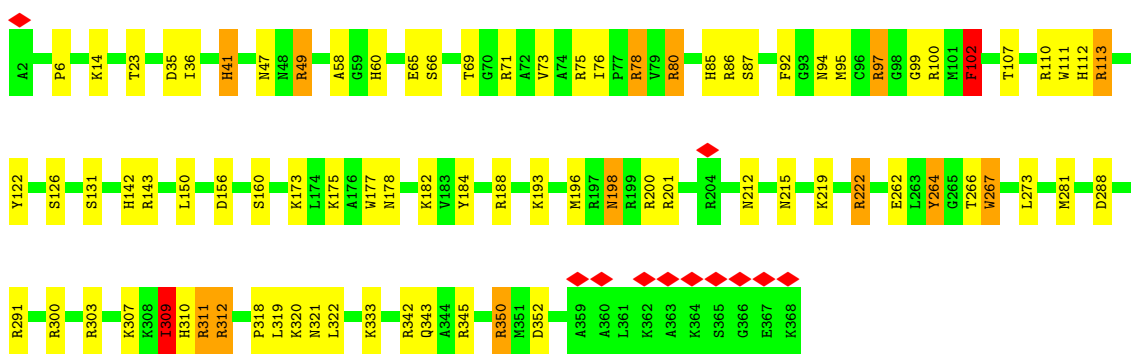 A2 P6 K14 T23 D35 I36 H41 N47 N48 R49 A58 G59 H60 E65 S66 T69 G70 R71 A72 V73 A74 R75 I76 P77 R78 V79 R80 H85 R86 S87 F92 G93 N94 M95 C96 R97 G98 G99 R100 M101 F102 T107 R110 W111 H112 R113
Y122 S126 S131 H142 R143 L150 D156 S160 K173 L174 K175 A176 W177 N178 K182 V183 Y184 R188 K193 M196 R197 N198 R199 R200 R201 R204 N212 N215 K219 R222 E262 L263 Y264 G265 T266 W267 L273 M281 D288
R291 R300 R303 K307 K308 I309 H310 R311 R312 P318 L319 K320 N321 L322 K333 R342 Q343 A344 R345 R350 M351 D352 A359 A360 L361 K362 A363 K364 S365 G366 E367 K368